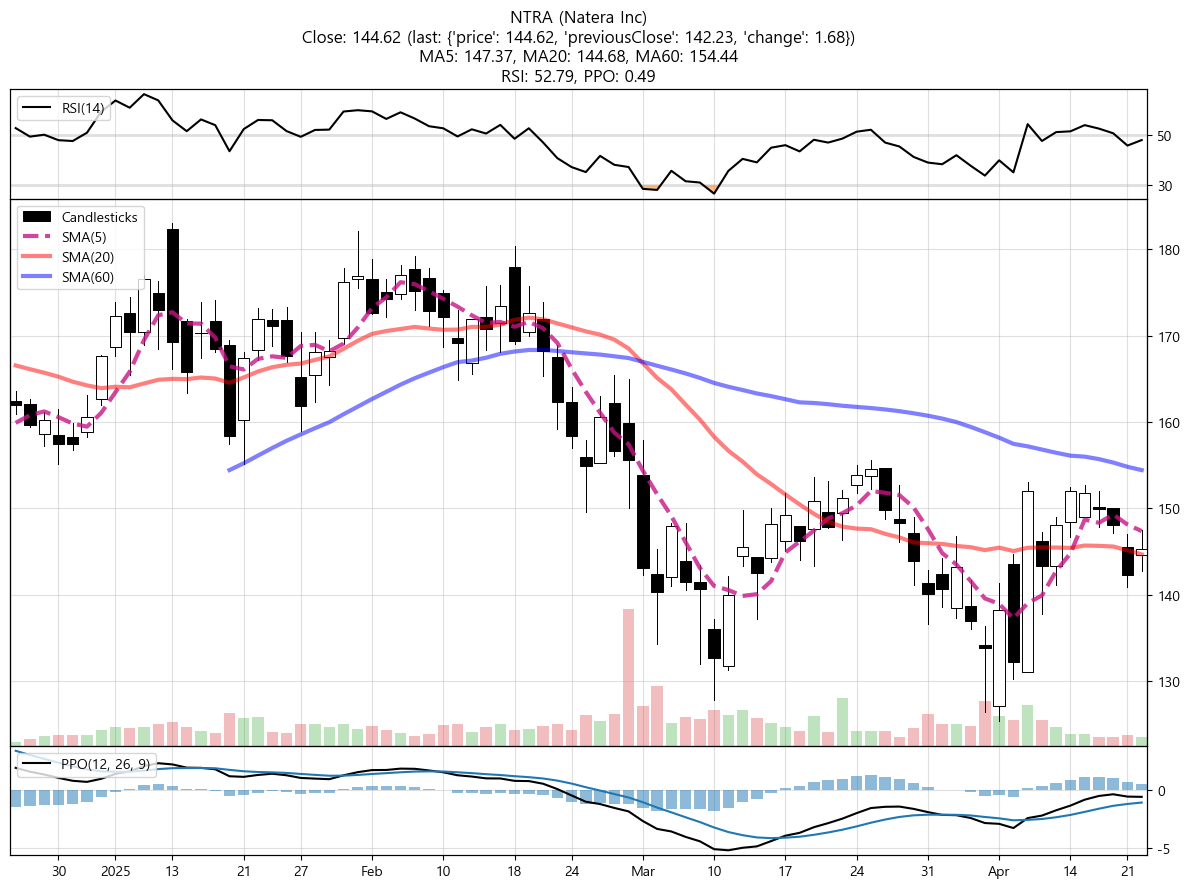 NTRA (Natera Inc)
Close: 144.62 (last: {'price': 144.62, 'previousClose': 142.23, 'change': 1.68})
MA5: 147.37, MA20: 144.68, MA60: 154.44
RSI: 52.79, PPO: 0.49
RSI(14)
50
30
Candlesticks
SMA(5)
SMA(20)
SMA(60)
180
170
160
150
140
130
PPO(12, 26, 9)
0
-5
30 2025 13 21 27 Feb 10 18 24 Mar 10 17 24 31 Apr 14 21